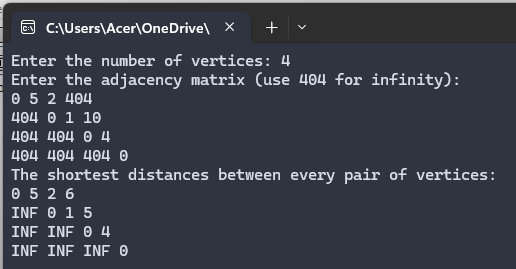 C:\Users\Acer\OneDrive\
Enter the number of vertices: 4
Enter the adjacency matrix (use 404 for infinity):
0 5 2 404
404 0 1 10
404 404 0 4
404 404 404 0
The shortest distances between every pair of vertices:
0 5 2 6
INF 0 1 5
INF INF 0 4
INF INF INF 0